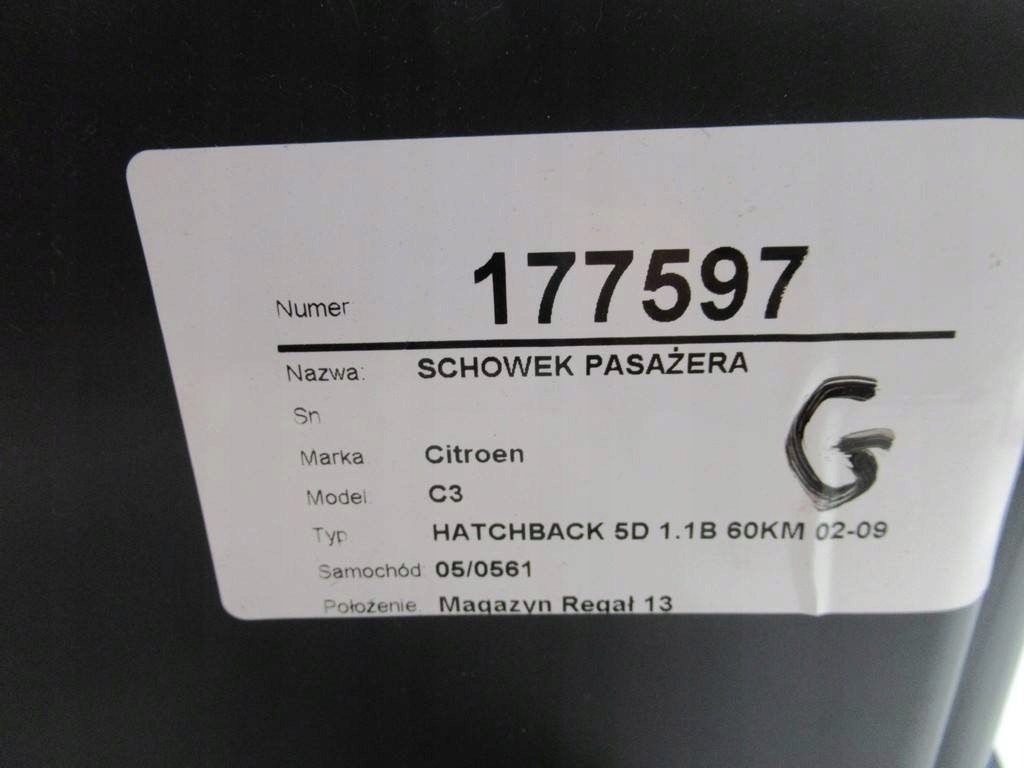 Numer 177597
Nazwa: SCHOWEK PASAŻERA
Sn
G
Marka Citroen
Model C3
Typ HATCHBACK 5D 1.1B 60KM 02-09
Samochód 05/0561
Położenie Magazyn Regał 13